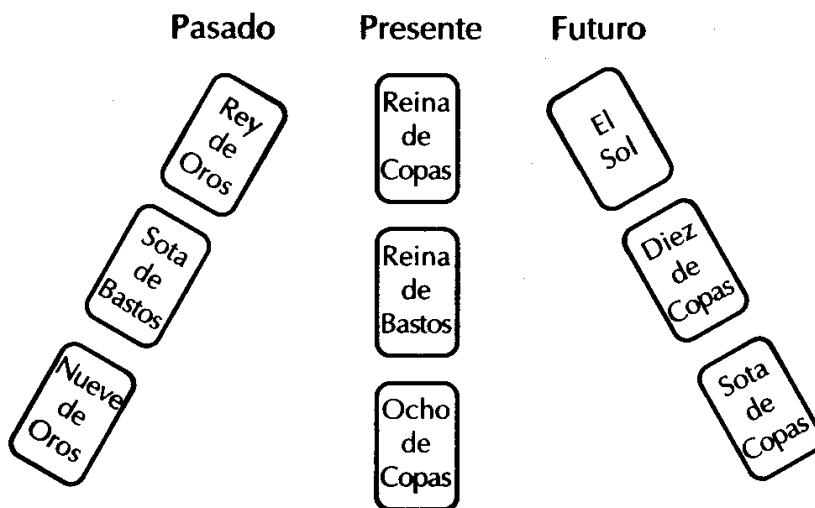 Pasado
Presente
Futuro
Rey
de
Oros
Sota
de
Bastos
Nueve
de
Oros
Reina
de
Copas
Reina
de
Bastos
Ocho
de
Copas
El
Sol
Diez
de
Copas
Sota
de
Copas